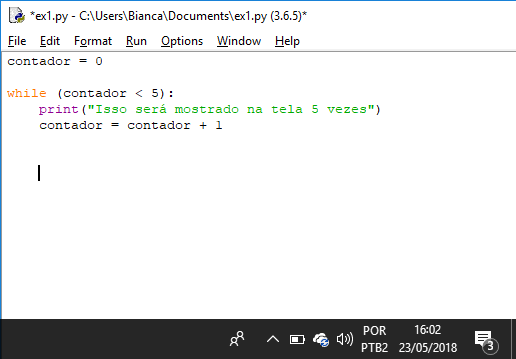 *ex1.py - C:\Users\Bianca\Documents\ex1.py (3.6.5)*
File Edit Format Run Options Window Help
contador = 0
while (contador < 5):
    print("Isso será mostrado na tela 5 vezes")
    contador = contador + 1
POR 16:02
PTB2 23/05/2018
3